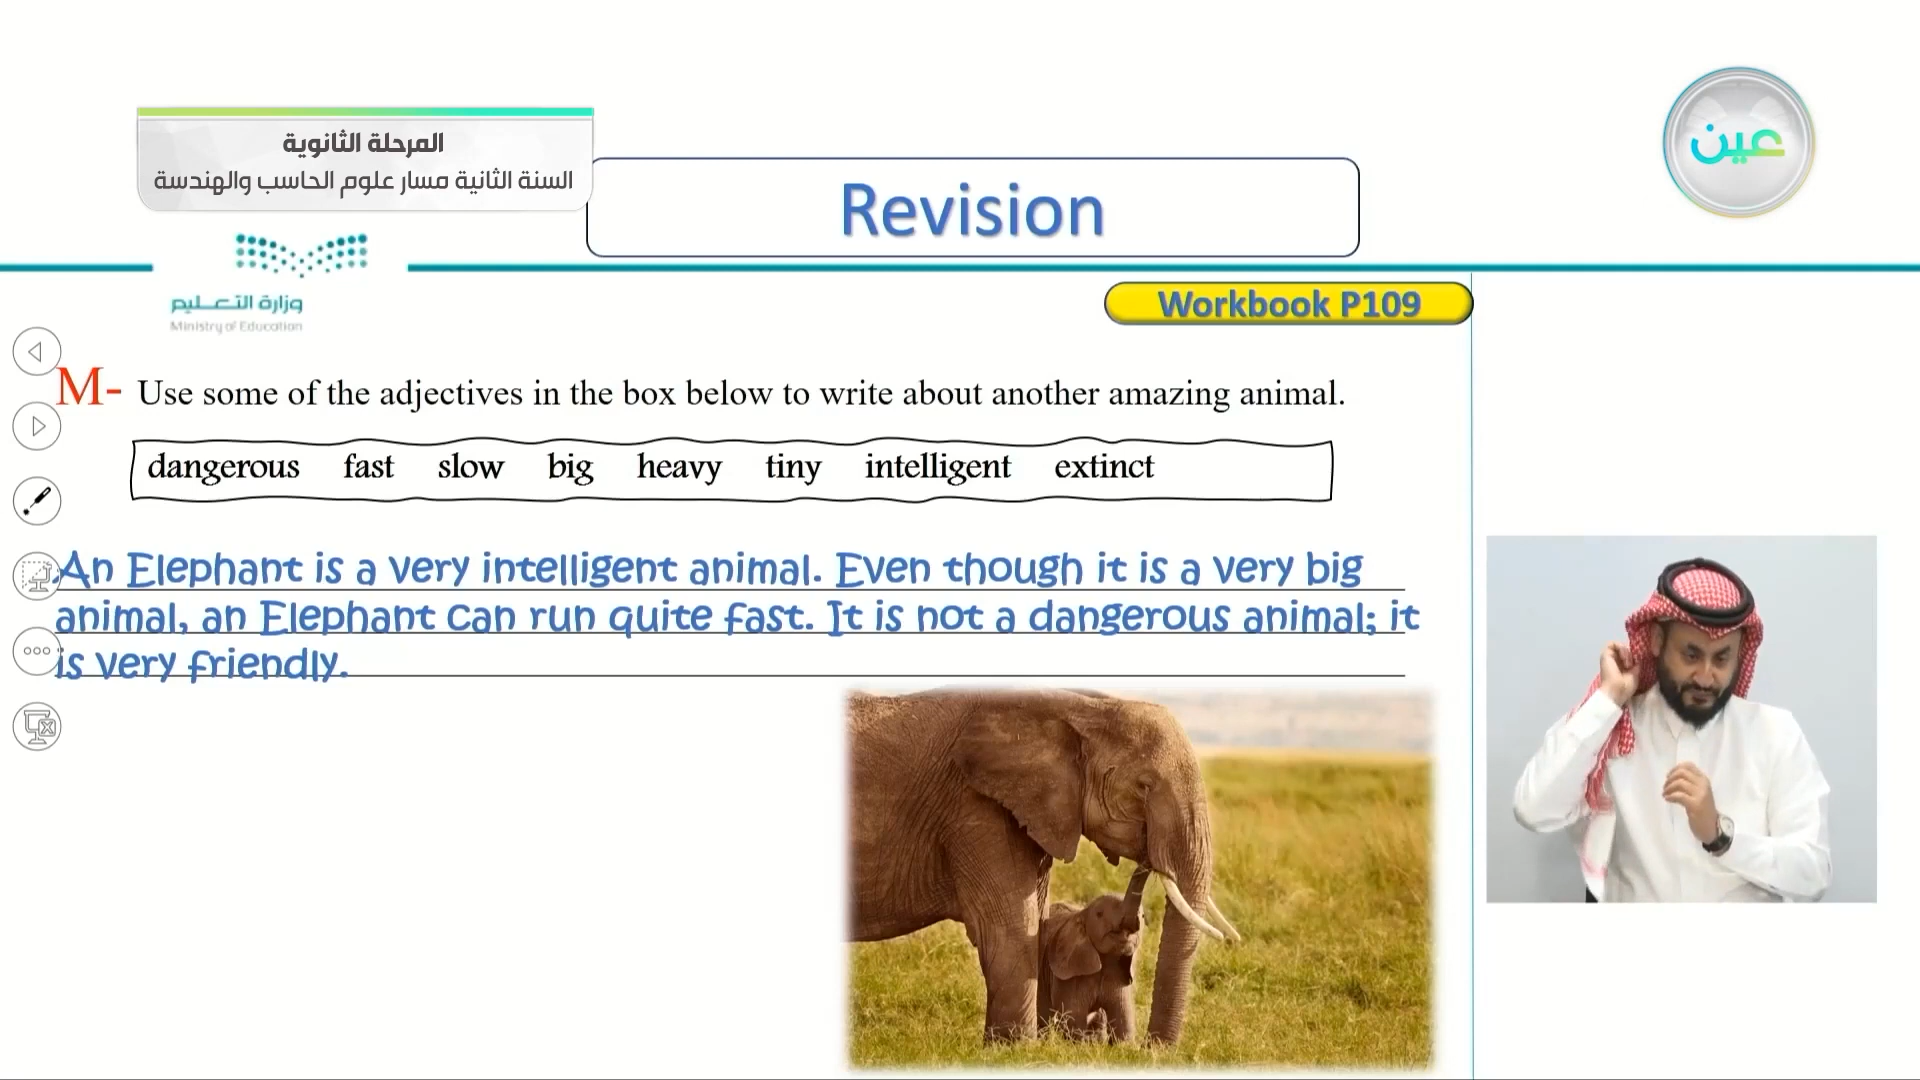 المرحلة الثانوية
السنة الثانية مسار علوم الحاسب والهندسة
عين
Revision
وزارة التعليم
Ministry of Education
Workbook P109
M- Use some of the adjectives in the box below to write about another amazing animal.
dangerous fast slow big heavy tiny intelligent extinct
An Elephant is a very intelligent animal. Even though it is a very big
animal, an Elephant can run quite fast. It is not a dangerous animal; it
is very friendly.